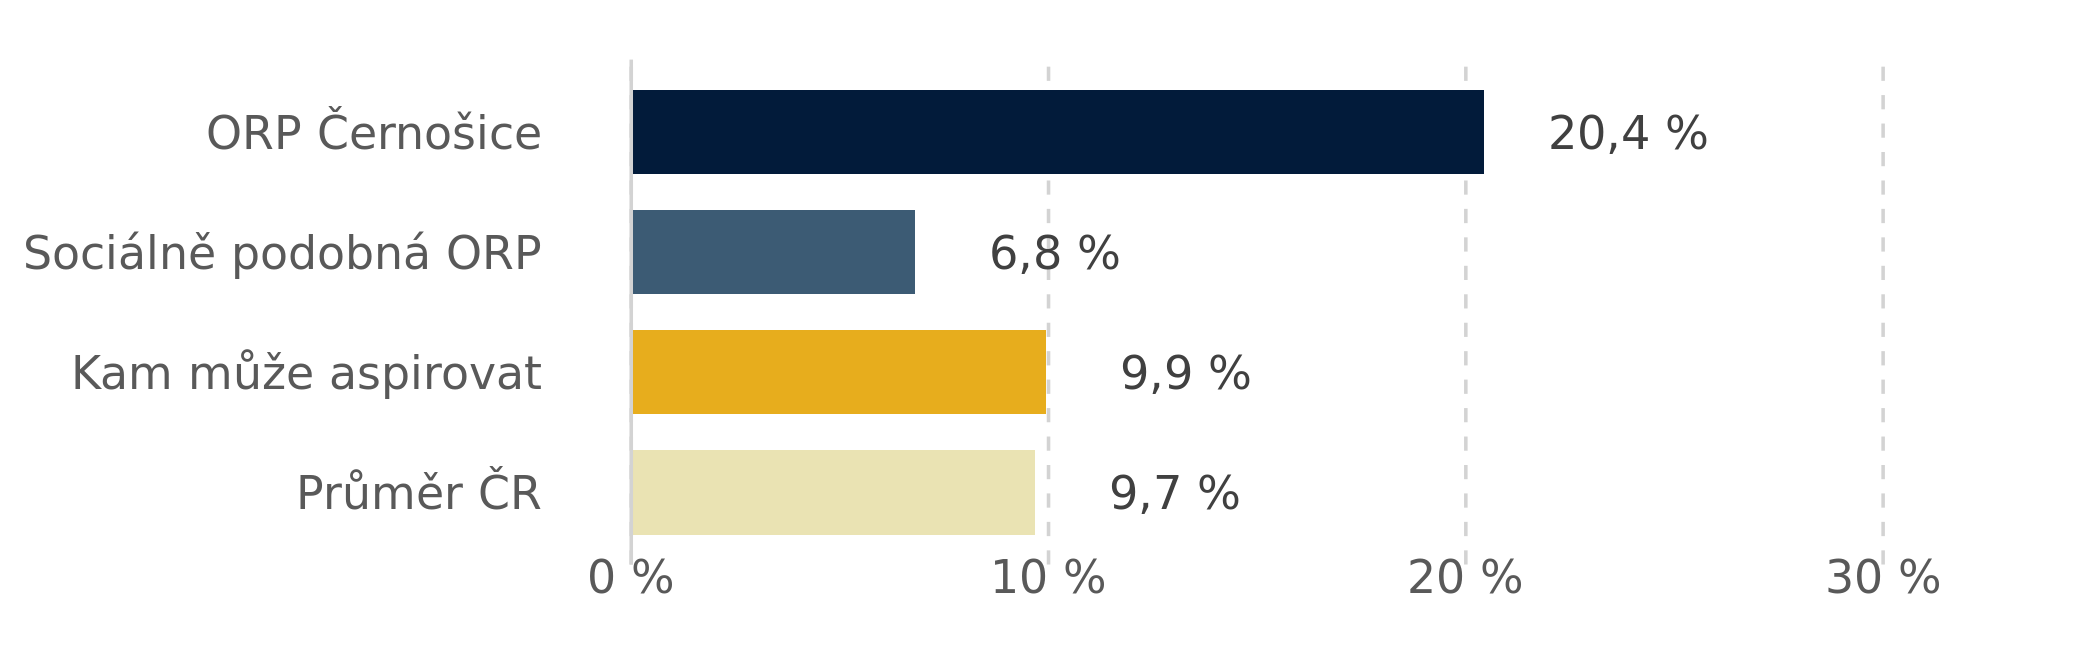 ORP Černošice 20,4 %
Sociálně podobná ORP 6,8 %
Kam může aspirovat 9,9 %
Průměr ČR 9,7 %
0 % 10 % 20 % 30 %